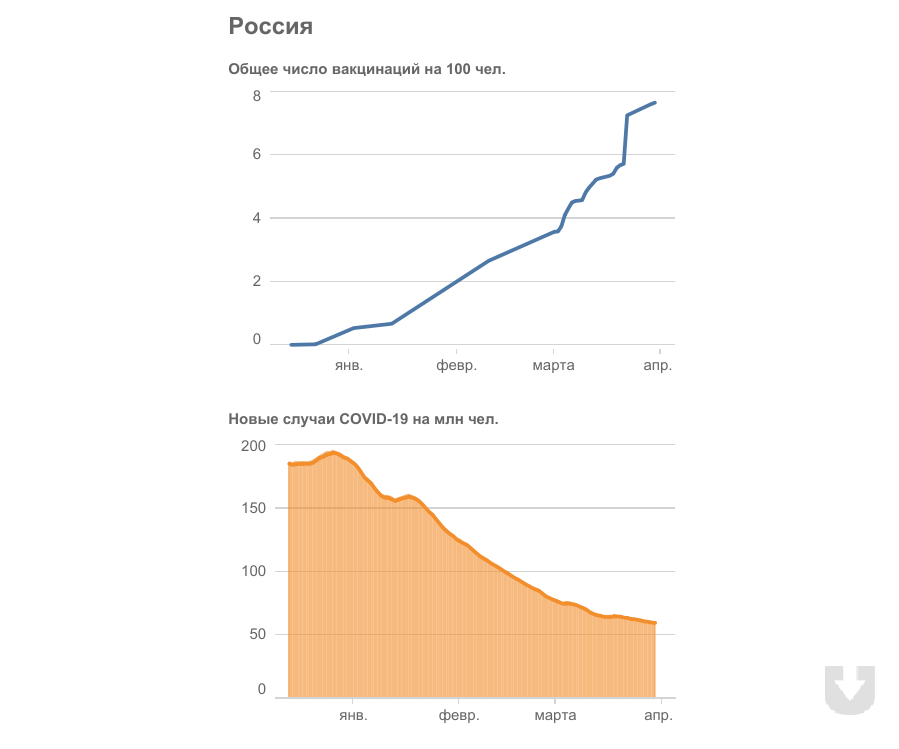 Россия
Общее число вакцинаций на 100 чел.
8
6
4
2
0
янв. февр. марта апр.
Новые случаи COVID-19 на млн чел.
200
150
100
50
0
янв. февр. марта апр.